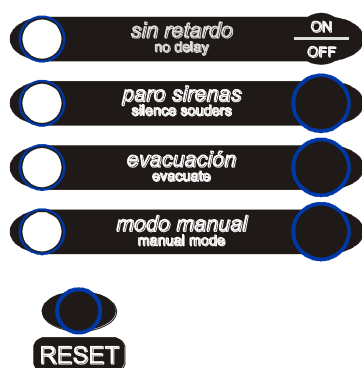 sin retardo
no delay
ON
OFF
paro sirenas
silence souders
evacuación
evacuate
modo manual
manual mode
RESET